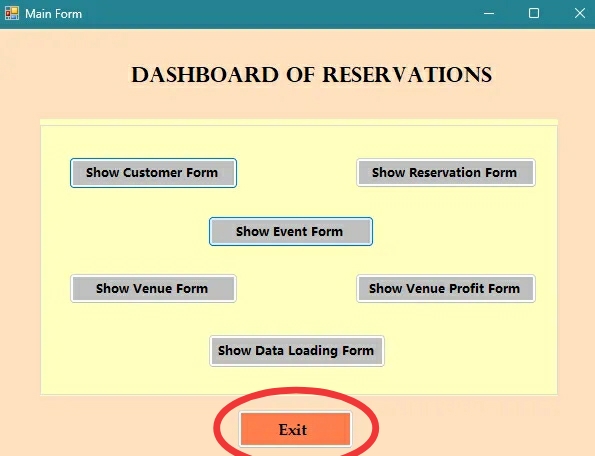 Main Form
DASHBOARD OF RESERVATIONS
Show Customer Form
Show Reservation Form
Show Event Form
Show Venue Form
Show Venue Profit Form
Show Data Loading Form
Exit